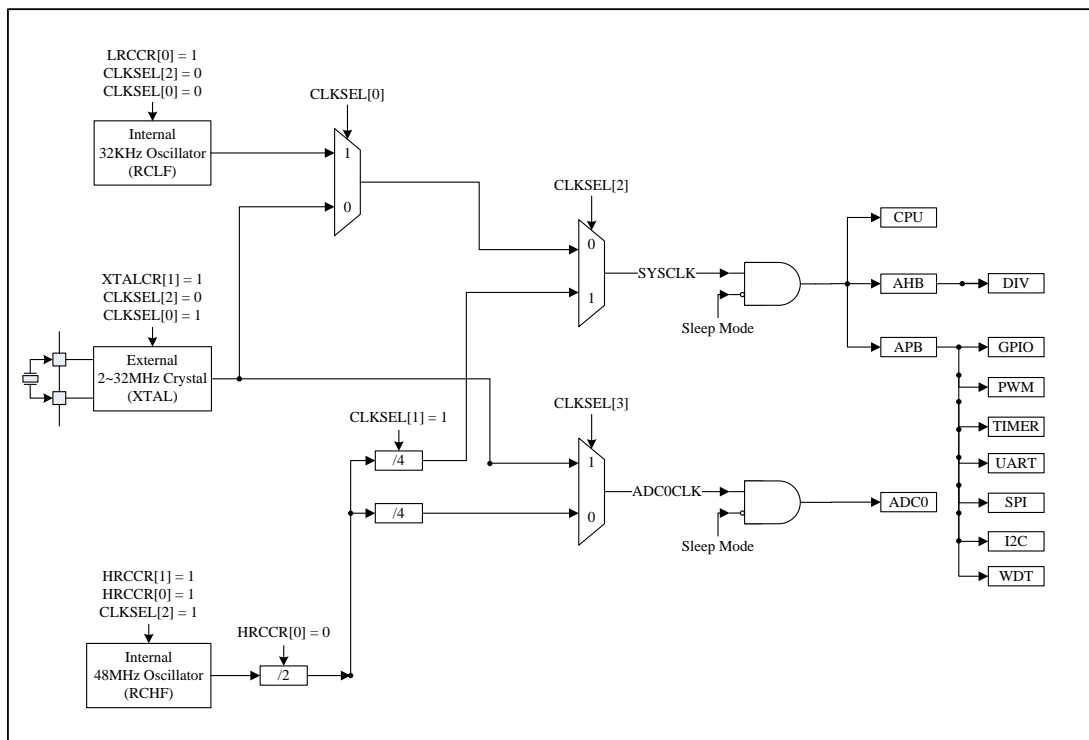 LRCCR[0] = 1
CLKSEL[2] = 0
CLKSEL[0] = 0
Internal
32KHz Oscillator
(RCLF)
CLKSEL[0]
1
0
CLKSEL[2]
0
1
SYSCLK
Sleep Mode
CPU
AHB
DIV
APB
GPIO
PWM
TIMER
UART
SPI
I2C
WDT
XTALCR[1] = 1
CLKSEL[2] = 0
CLKSEL[0] = 1
External
2~32MHz Crystal
(XTAL)
CLKSEL[1] = 1
/4
/4
CLKSEL[3]
1
0
ADC0CLK
Sleep Mode
ADC0
HRCCR[1] = 1
HRCCR[0] = 1
CLKSEL[2] = 1
Internal
48MHz Oscillator
(RCHF)
HRCCR[0] = 0
/2